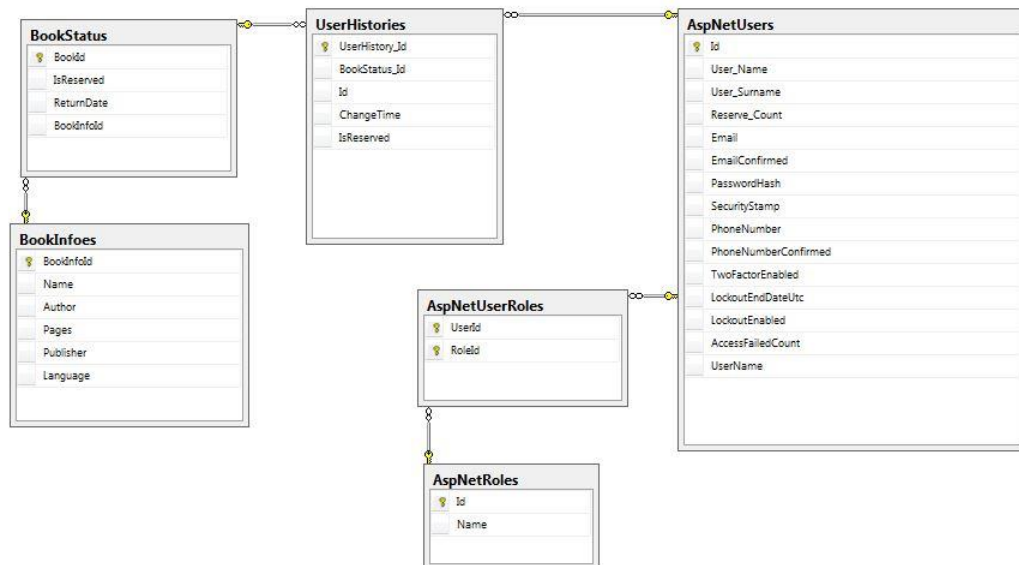 BookStatus
BookId
IsReserved
ReturnDate
BookInfoId
UserHistories
UserHistory_Id
BookStatus_Id
Id
ChangeTime
IsReserved
AspNetUsers
Id
User_Name
User_Surname
Reserve_Count
Email
EmailConfirmed
PasswordHash
SecurityStamp
PhoneNumber
PhoneNumberConfirmed
TwoFactorEnabled
LockoutEndDateUtc
LockoutEnabled
AccessFailedCount
UserName
BookInfoes
BookInfoId
Name
Author
Pages
Publisher
Language
AspNetUserRoles
UserId
RoleId
AspNetRoles
Id
Name